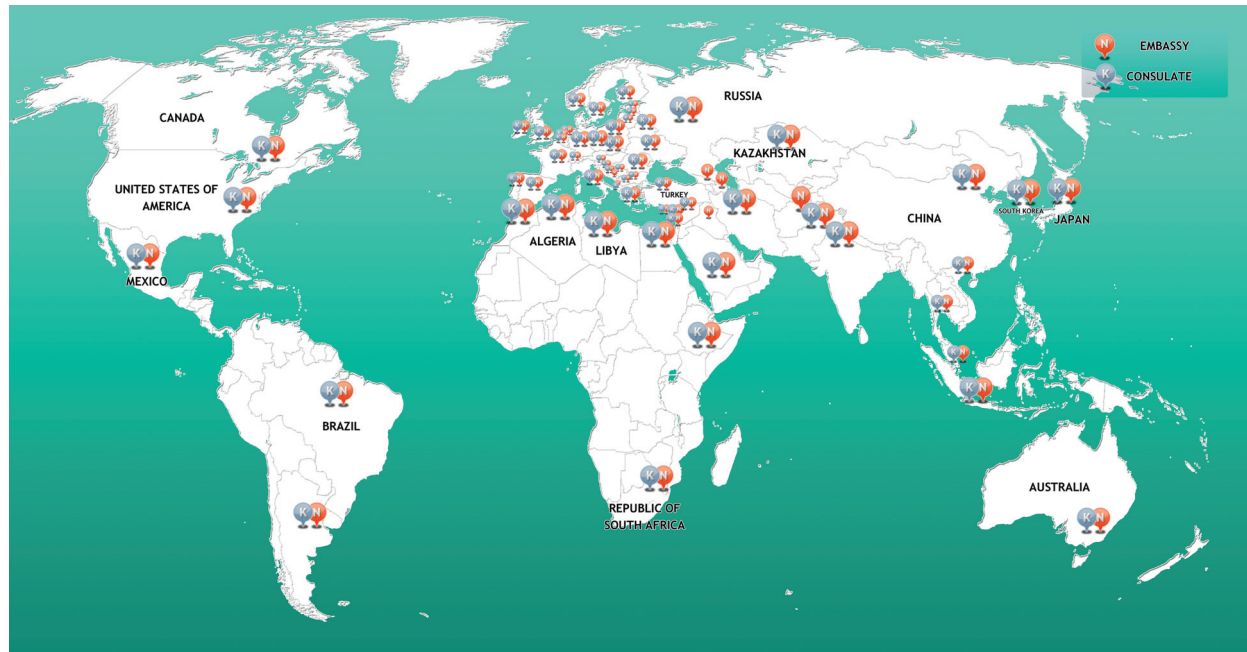 N EMBASSY
K CONSULATE
RUSSIA
CANADA
KAZAKHSTAN
UNITED STATES OF
AMERICA
TURKEY
SOUTH KOREA
JAPAN
CHINA
ALGERIA
LIBYA
MEXICO
BRAZIL
AUSTRALIA
REPUBLIC OF
SOUTH AFRICA